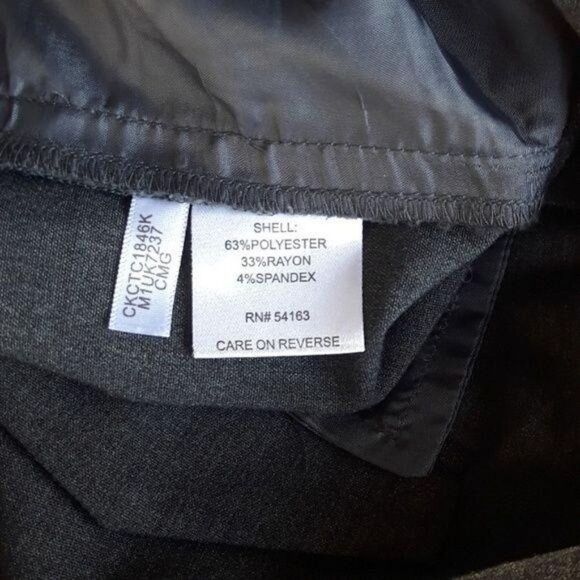 CKCTC1846K
M1UK7237
CMG
SHELL:
63%POLYESTER
33%RAYON
4%SPANDEX
RN# 54163
CARE ON REVERSE